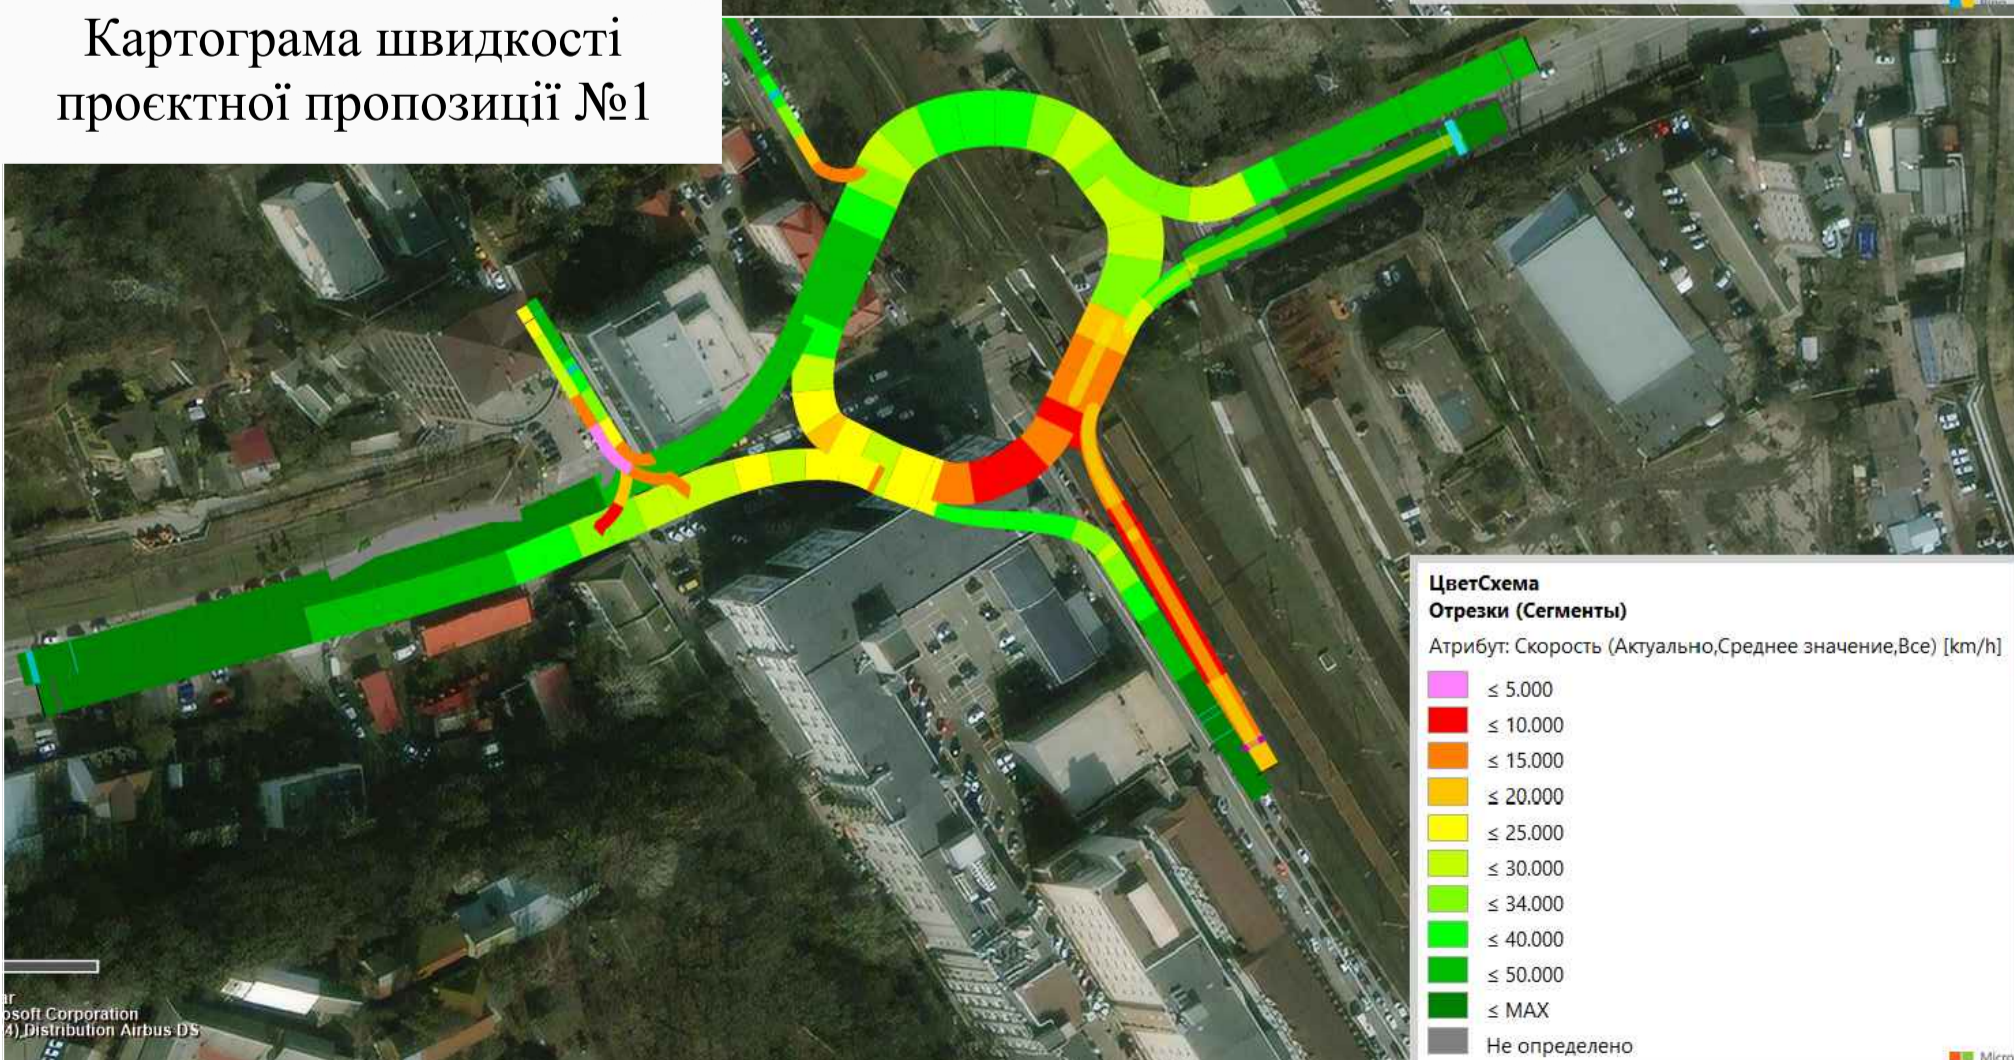 Картограма швидкості
проєктної пропозиції №1
ЦветСхема
Отрезки (Сегменты)
Атрибут: Скорость (Актуально,Среднее значение,Все) [km/h]
≤ 5.000
≤ 10.000
≤ 15.000
≤ 20.000
≤ 25.000
≤ 30.000
≤ 34.000
≤ 40.000
≤ 50.000
≤ MAX
Не определено
osoft Corporation
4),Distribution Airbus DS